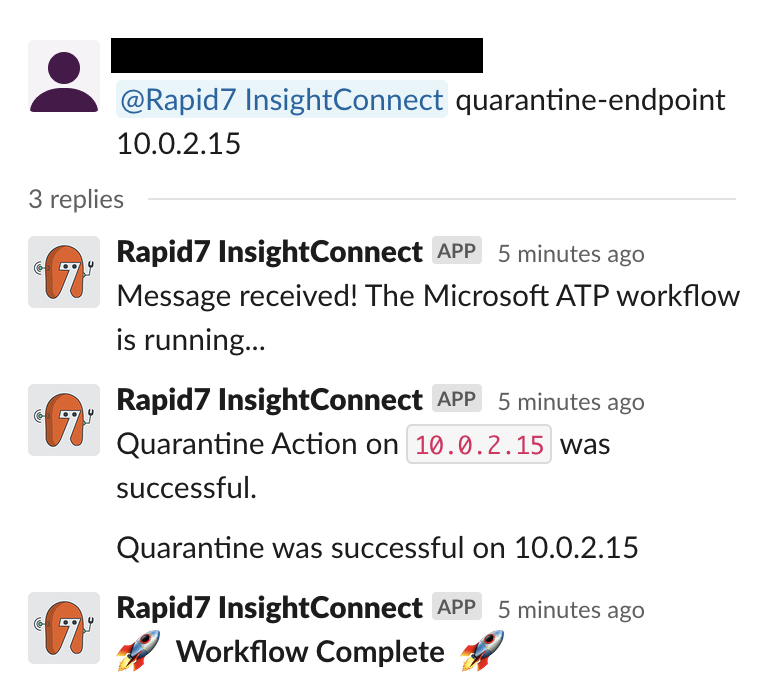 @Rapid7 InsightConnect quarantine-endpoint
10.0.2.15
3 replies
Rapid7 InsightConnect APP 5 minutes ago
Message received! The Microsoft ATP workflow
is running...
Rapid7 InsightConnect APP 5 minutes ago
Quarantine Action on 10.0.2.15 was
successful.
Quarantine was successful on 10.0.2.15
Rapid7 InsightConnect APP 5 minutes ago
🚀 Workflow Complete 🚀